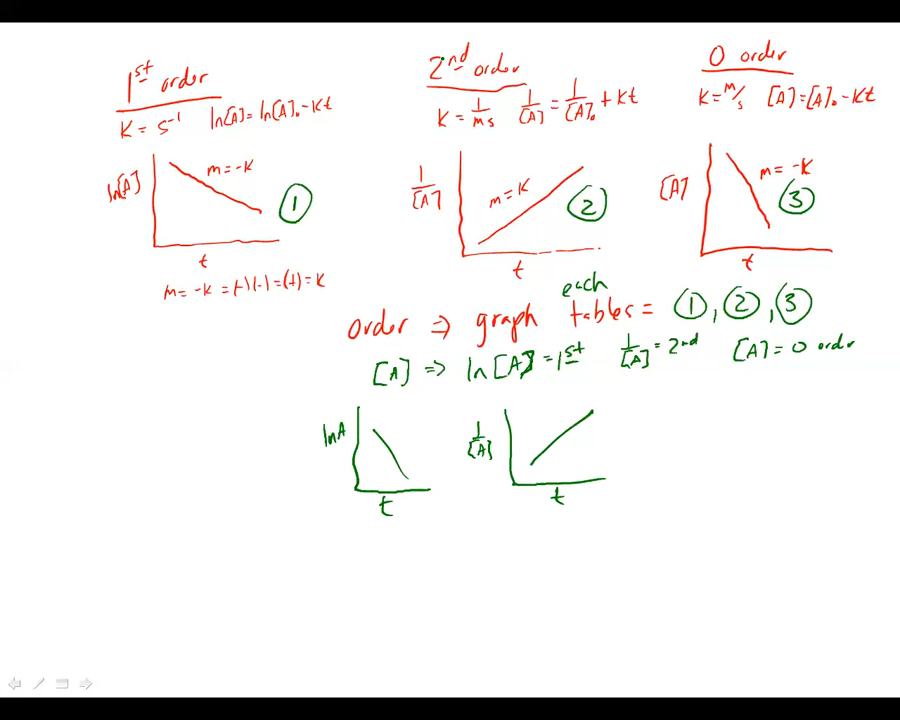 1st order
K = s⁻¹ ln[A] = ln[A]₀ - Kt
ln[A]
m = -K
1
t
m = -K = (-)(-) = (+) = K
2nd order
K = 1/ms 1/[A] = 1/[A]₀ + Kt
1/[A]
m = K
2
t
0 order
K = M/s [A] = [A]₀ - Kt
[A]
m = -K
3
t
each
order ⇒ graph tables = 1, 2, 3
[A] ⇒ ln[A] = 1st 1/[A] = 2nd [A] = 0 order
lnA
t
1/[A]
t